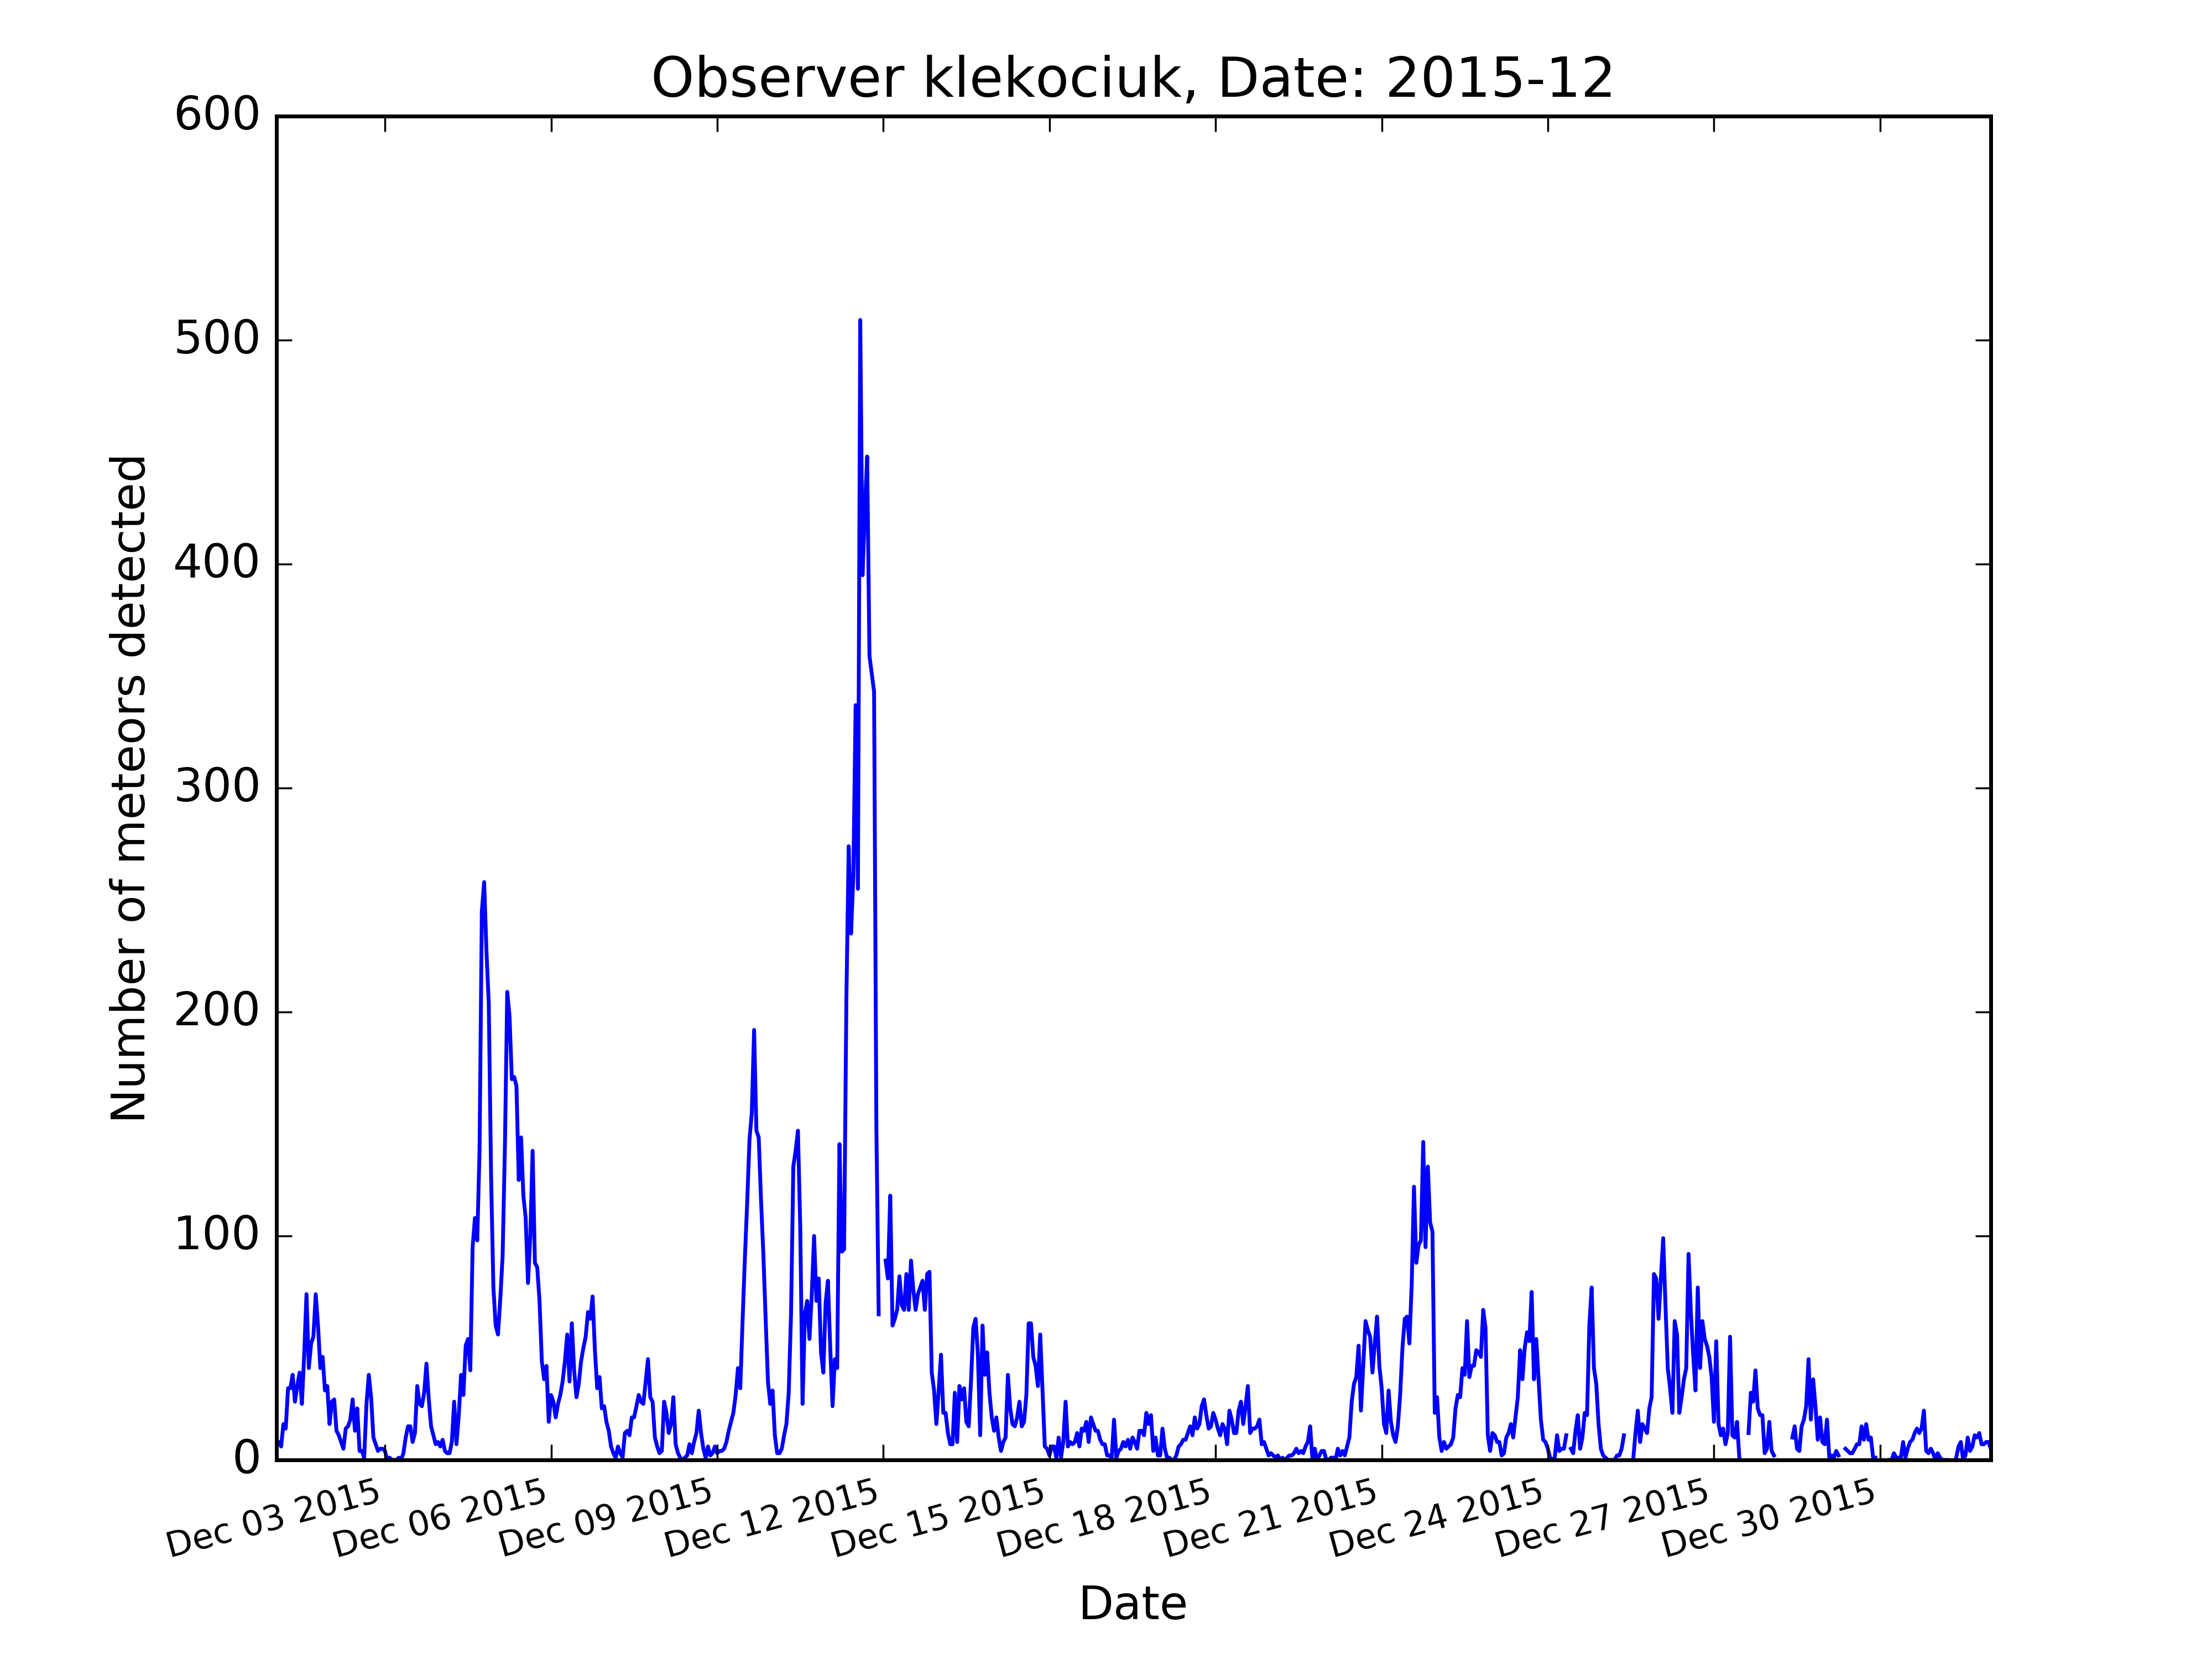 Observer klekociuk, Date: 2015-12
600
500
400
300
200
100
0
Number of meteors detected
Dec 03 2015
Dec 06 2015
Dec 09 2015
Dec 12 2015
Dec 15 2015
Dec 18 2015
Dec 21 2015
Dec 24 2015
Dec 27 2015
Dec 30 2015
Date